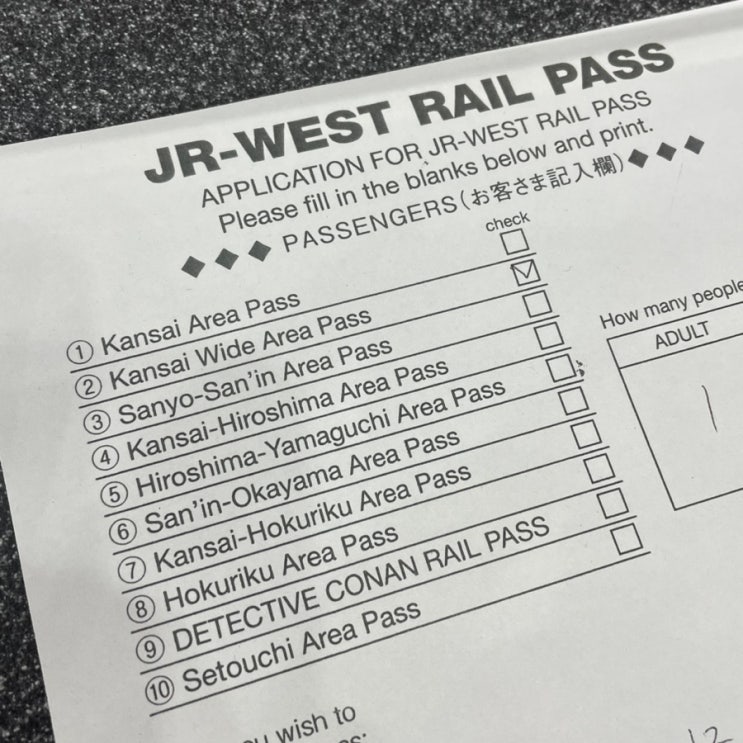 JR-WEST RAIL PASS
APPLICATION FOR JR-WEST RAIL PASS
Please fill in the blanks below and print.
◆◆◆ PASSENGERS(お客さま記入欄)◆◆◆
check
① Kansai Area Pass
② Kansai Wide Area Pass
③ Sanyo-San'in Area Pass
④ Kansai-Hiroshima Area Pass
⑤ Hiroshima-Yamaguchi Area Pass
⑥ San'in-Okayama Area Pass
⑦ Kansai-Hokuriku Area Pass
⑧ Hokuriku Area Pass
⑨ DETECTIVE CONAN RAIL PASS
⑩ Setouchi Area Pass
How many people
ADULT
1
wish to
12